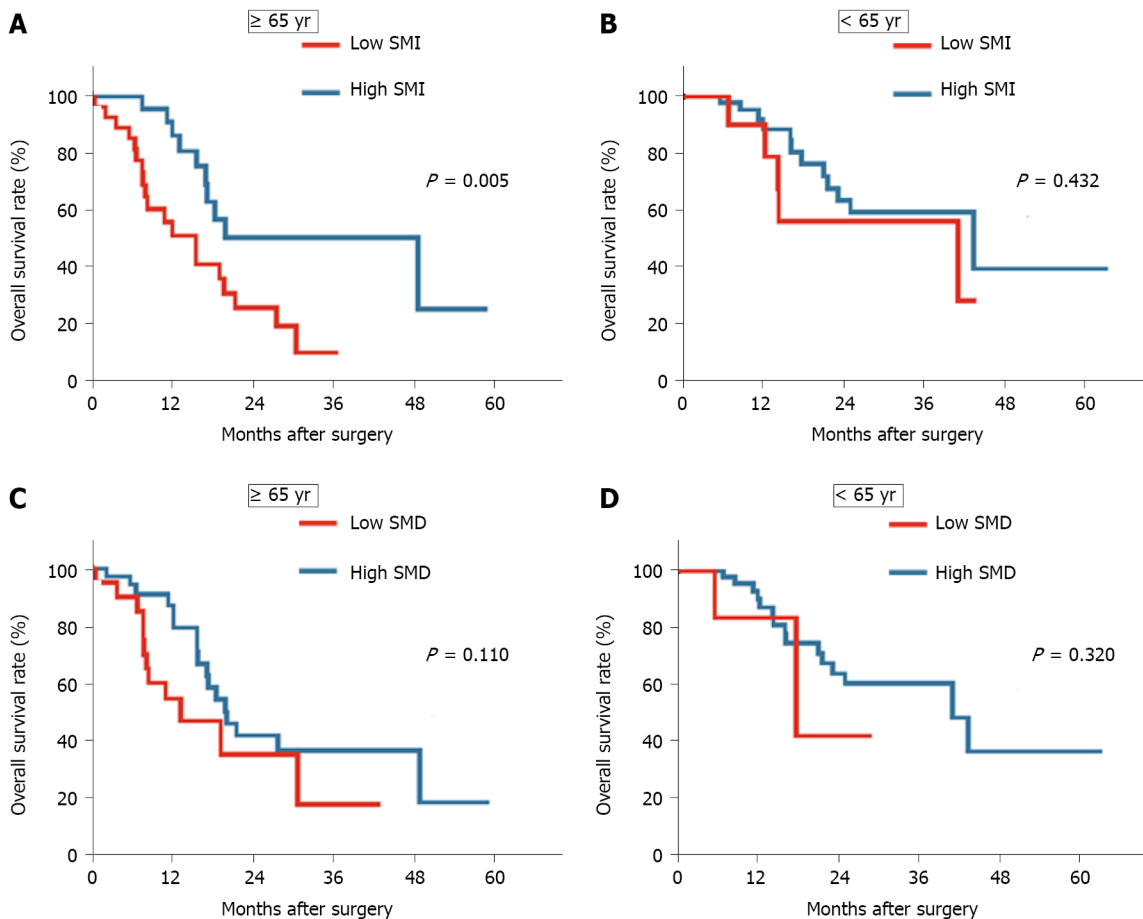 A
≥ 65 yr
Low SMI
High SMI
Overall survival rate (%)
100
80
60
40
20
0
P = 0.005
0 12 24 36 48 60
Months after surgery
B
< 65 yr
Low SMI
High SMI
Overall survival rate (%)
100
80
60
40
20
0
P = 0.432
0 12 24 36 48 60
Months after surgery
C
≥ 65 yr
Low SMD
High SMD
Overall survival rate (%)
100
80
60
40
20
0
P = 0.110
0 12 24 36 48 60
Months after surgery
D
< 65 yr
Low SMD
High SMD
Overall survival rate (%)
100
80
60
40
20
0
P = 0.320
0 12 24 36 48 60
Months after surgery